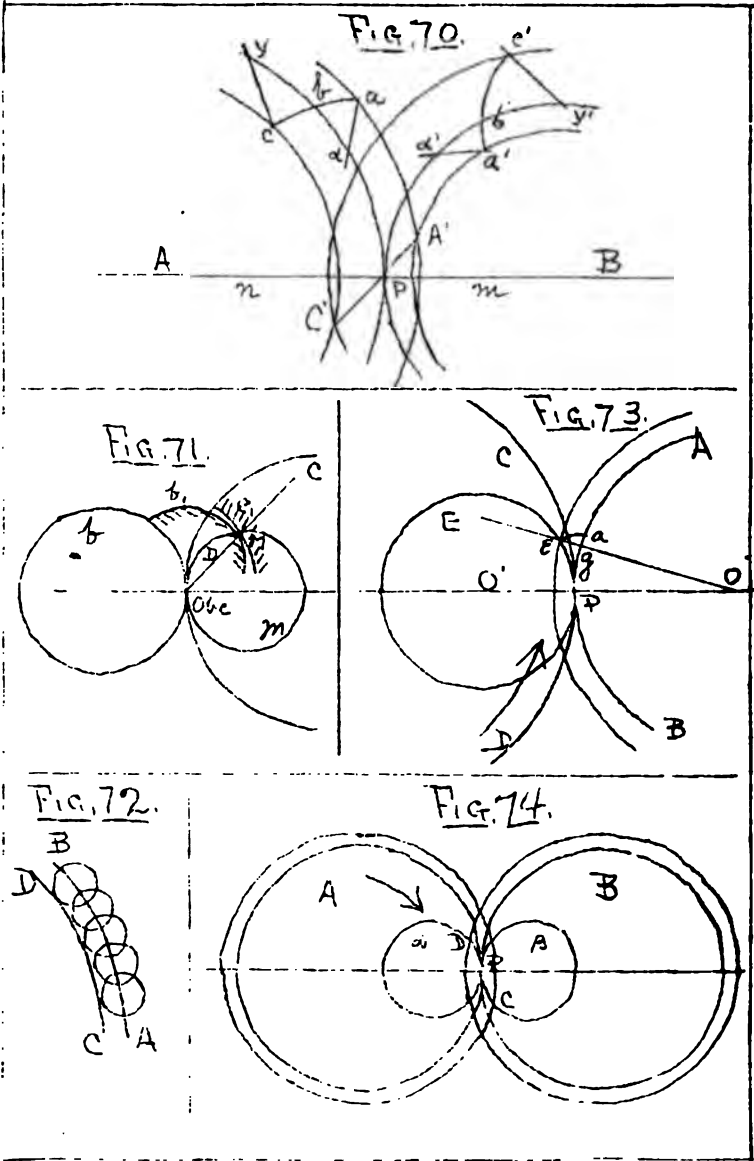 FIG. 70.
y b a c' 
c α α' b' a' y'
A A' B
n P m
C'
FIG. 71.
C
b,
b D
m
FIG. 73.
C A
E E a
g
O' O
P
D B
FIG. 72.
B
D
C A
FIG. 74.
A B
α D β
P
C